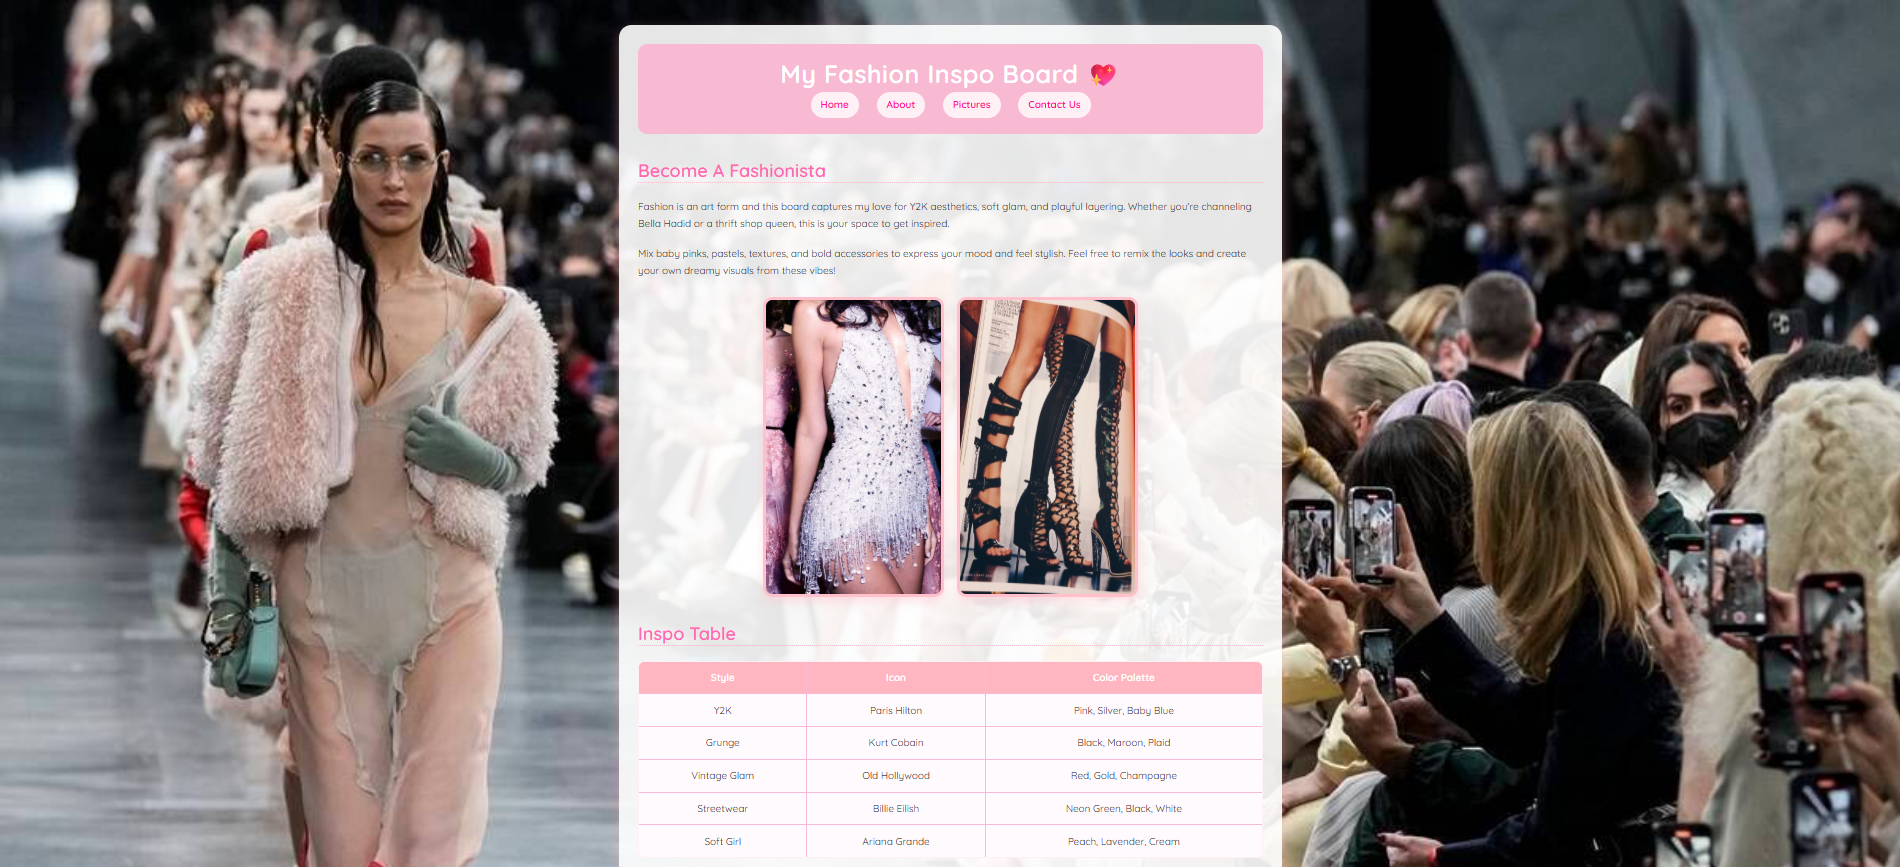 My Fashion Inspo Board 💖
Home About Pictures Contact Us
Become A Fashionista
Fashion is an art form and this board captures my love for Y2K aesthetics, soft glam, and playful layering. Whether you're channeling
Bella Hadid or a thrift shop queen, this is your space to get inspired.
Mix baby pinks, pastels, textures, and bold accessories to express your mood and feel stylish. Feel free to remix the looks and create
your own dreamy visuals from these vibes!
Inspo Table
Style Icon Color Palette
Y2K Paris Hilton Pink, Silver, Baby Blue
Grunge Kurt Cobain Black, Maroon, Plaid
Vintage Glam Old Hollywood Red, Gold, Champagne
Streetwear Billie Eilish Neon Green, Black, White
Soft Girl Ariana Grande Peach, Lavender, Cream